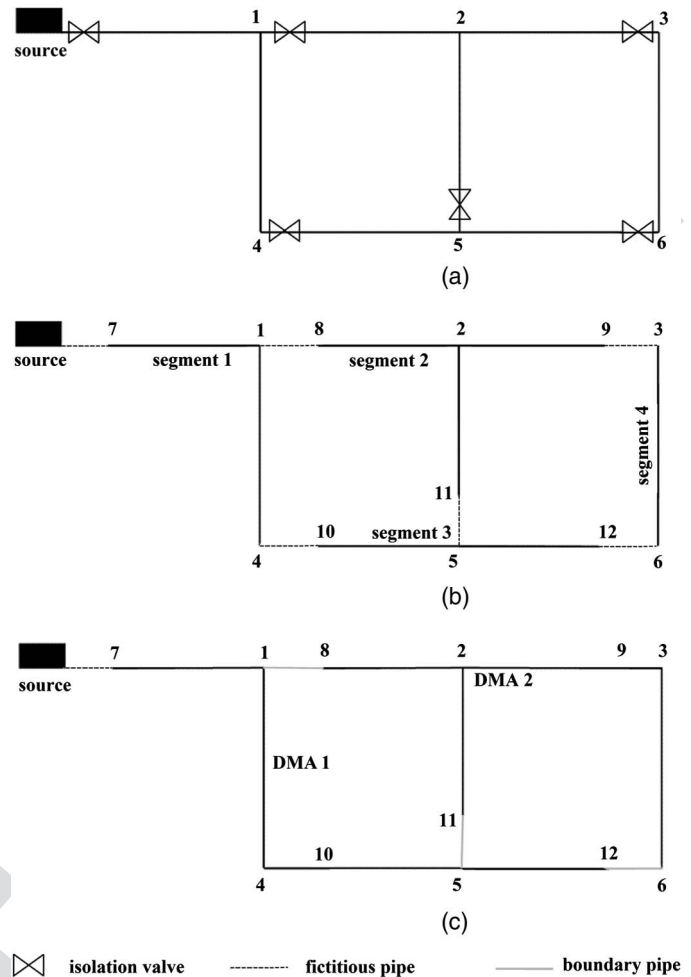 1 2 3
source
4 5 6
(a)
7 1 8 2 9 3
source segment 1 segment 2
segment 4
11
10 segment 3 12
4 5 6
(b)
7 1 8 2 9 3
source DMA 2
DMA 1
11
10 12
4 5 6
(c)
isolation valve fictitious pipe boundary pipe